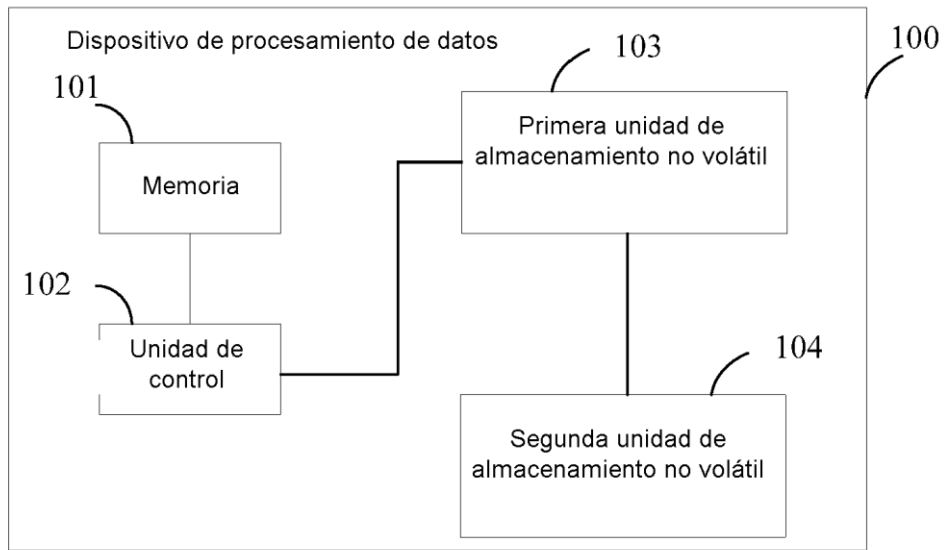 Dispositivo de procesamiento de datos
100
103
101
Primera unidad de
almacenamiento no volátil
Memoria
102
Unidad de
control
104
Segunda unidad de
almacenamiento no volátil